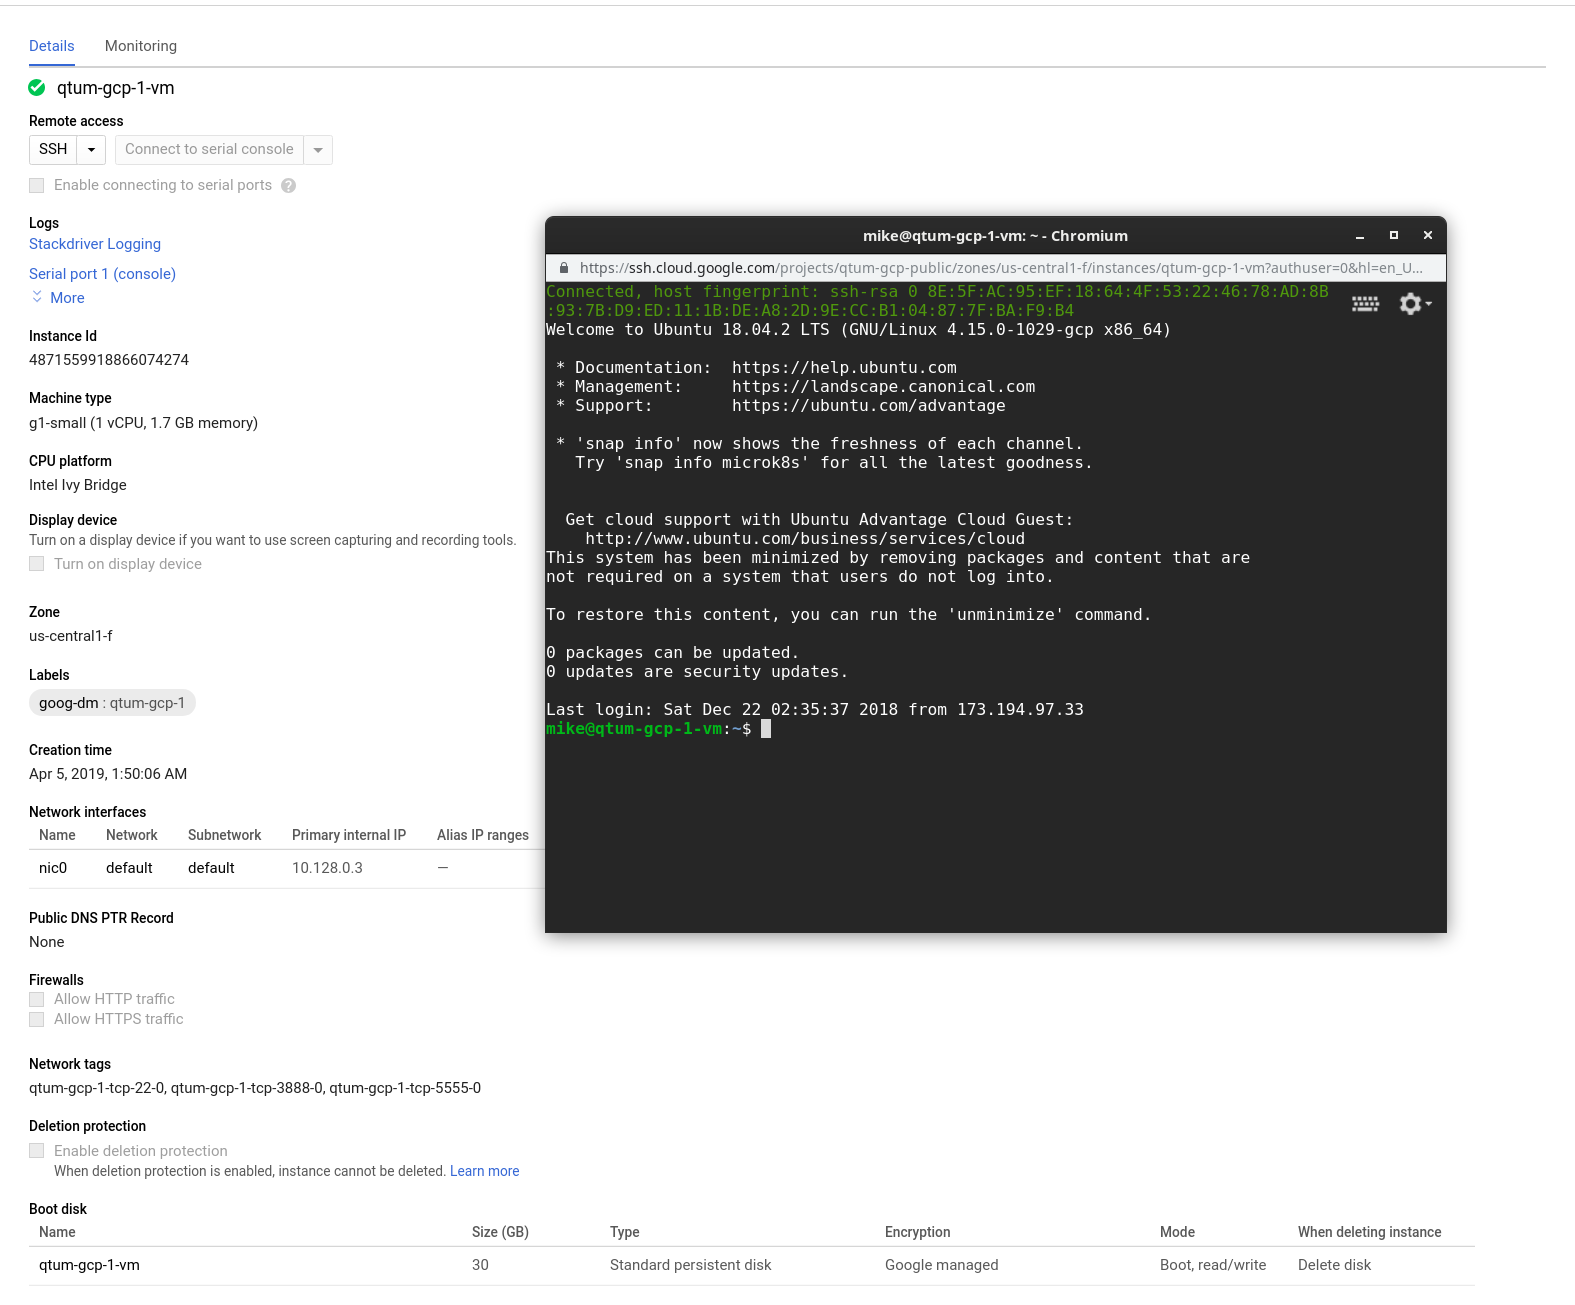 Details Monitoring
qtum-gcp-1-vm
Remote access
SSH Connect to serial console
Enable connecting to serial ports ?
Logs
Stackdriver Logging
Serial port 1 (console)
More
Instance Id
4871559918866074274
Machine type
g1-small (1 vCPU, 1.7 GB memory)
CPU platform
Intel Ivy Bridge
Display device
Turn on a display device if you want to use screen capturing and recording tools.
Turn on display device
Zone
us-central1-f
Labels
goog-dm : qtum-gcp-1
Creation time
Apr 5, 2019, 1:50:06 AM
Network interfaces
Name Network Subnetwork Primary internal IP Alias IP ranges
nic0 default default 10.128.0.3 —
Public DNS PTR Record
None
Firewalls
Allow HTTP traffic
Allow HTTPS traffic
Network tags
qtum-gcp-1-tcp-22-0, qtum-gcp-1-tcp-3888-0, qtum-gcp-1-tcp-5555-0
Deletion protection
Enable deletion protection
When deletion protection is enabled, instance cannot be deleted. Learn more
Boot disk
Name Size (GB) Type Encryption Mode When deleting instance
qtum-gcp-1-vm 30 Standard persistent disk Google managed Boot, read/write Delete disk
mike@qtum-gcp-1-vm: ~ - Chromium
https://ssh.cloud.google.com/projects/qtum-gcp-public/zones/us-central1-f/instances/qtum-gcp-1-vm?authuser=0&hl=en_U...
Connected, host fingerprint: ssh-rsa 0 8E:5F:AC:95:EF:18:64:4F:53:22:46:78:AD:8B
:93:7B:D9:ED:11:1B:DE:A8:2D:9E:CC:B1:04:87:7F:BA:F9:B4
Welcome to Ubuntu 18.04.2 LTS (GNU/Linux 4.15.0-1029-gcp x86_64)
* Documentation: https://help.ubuntu.com
* Management: https://landscape.canonical.com
* Support: https://ubuntu.com/advantage
* 'snap info' now shows the freshness of each channel.
Try 'snap info microk8s' for all the latest goodness.
Get cloud support with Ubuntu Advantage Cloud Guest:
http://www.ubuntu.com/business/services/cloud
This system has been minimized by removing packages and content that are
not required on a system that users do not log into.
To restore this content, you can run the 'unminimize' command.
0 packages can be updated.
0 updates are security updates.
Last login: Sat Dec 22 02:35:37 2018 from 173.194.97.33
mike@qtum-gcp-1-vm:~$